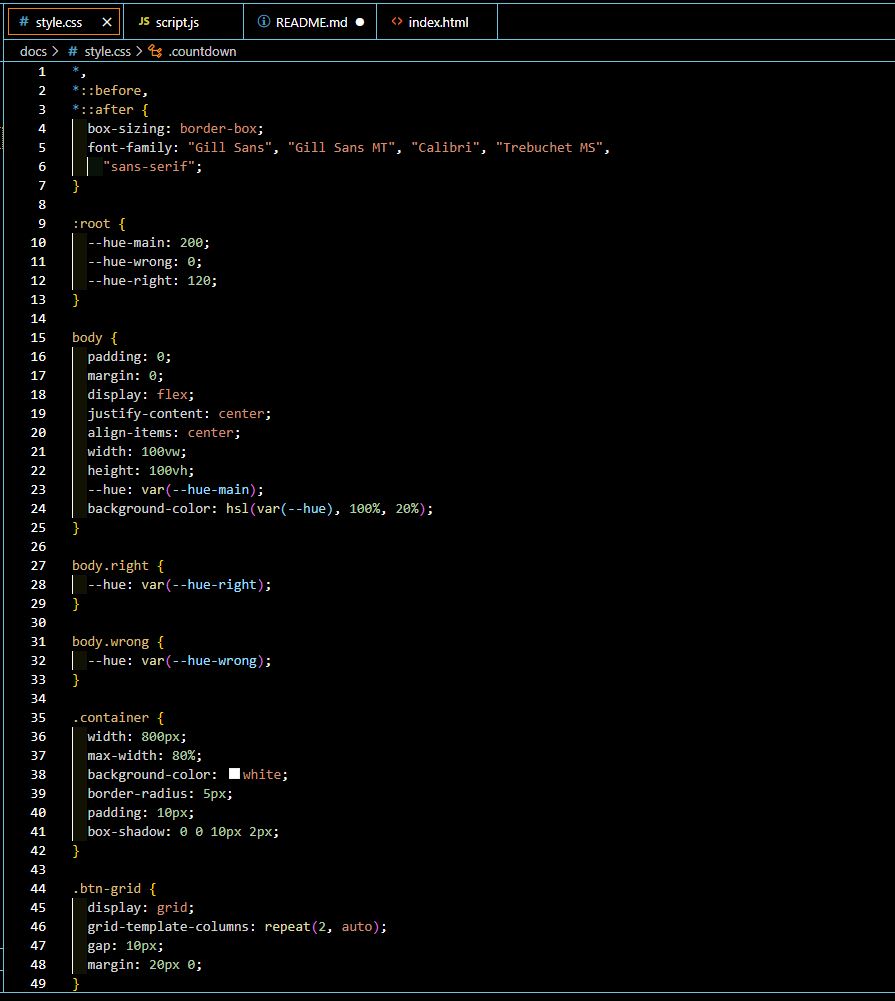 # style.css ✕ JS script.js ⓘ README.md ● <> index.html
docs > # style.css > .countdown
1 *,
2 *::before,
3 *::after {
4 box-sizing: border-box;
5 font-family: "Gill Sans", "Gill Sans MT", "Calibri", "Trebuchet MS",
6 "sans-serif";
7 }
8
9 :root {
10 --hue-main: 200;
11 --hue-wrong: 0;
12 --hue-right: 120;
13 }
14
15 body {
16 padding: 0;
17 margin: 0;
18 display: flex;
19 justify-content: center;
20 align-items: center;
21 width: 100vw;
22 height: 100vh;
23 --hue: var(--hue-main);
24 background-color: hsl(var(--hue), 100%, 20%);
25 }
26
27 body.right {
28 --hue: var(--hue-right);
29 }
30
31 body.wrong {
32 --hue: var(--hue-wrong);
33 }
34
35 .container {
36 width: 800px;
37 max-width: 80%;
38 background-color: white;
39 border-radius: 5px;
40 padding: 10px;
41 box-shadow: 0 0 10px 2px;
42 }
43
44 .btn-grid {
45 display: grid;
46 grid-template-columns: repeat(2, auto);
47 gap: 10px;
48 margin: 20px 0;
49 }